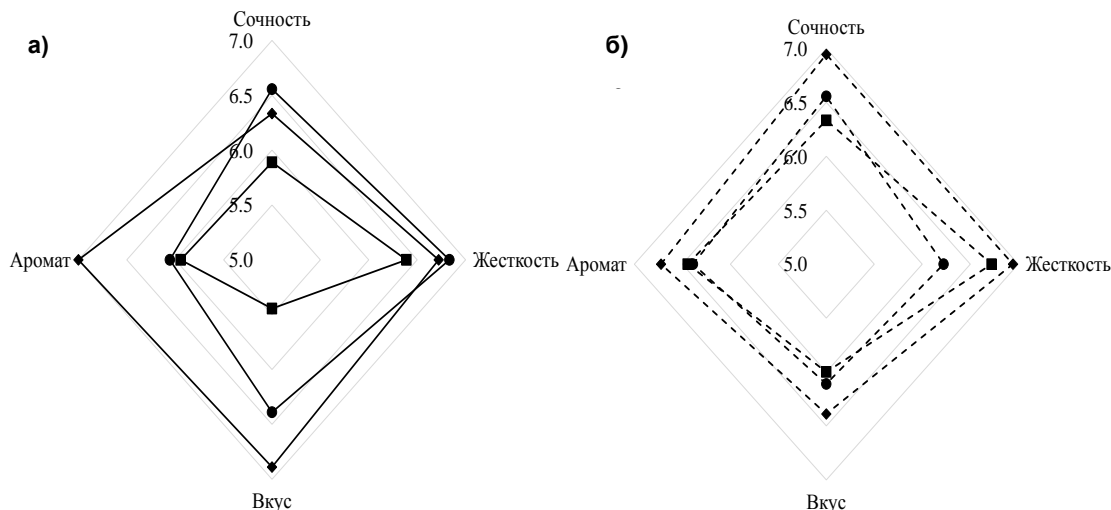 а)
Сочность
7.0
6.5
6.0
5.5
5.0
Аромат
Жесткость
Вкус
б)
Сочность
7.0
6.5
6.0
5.5
5.0
Аромат
Жесткость
Вкус